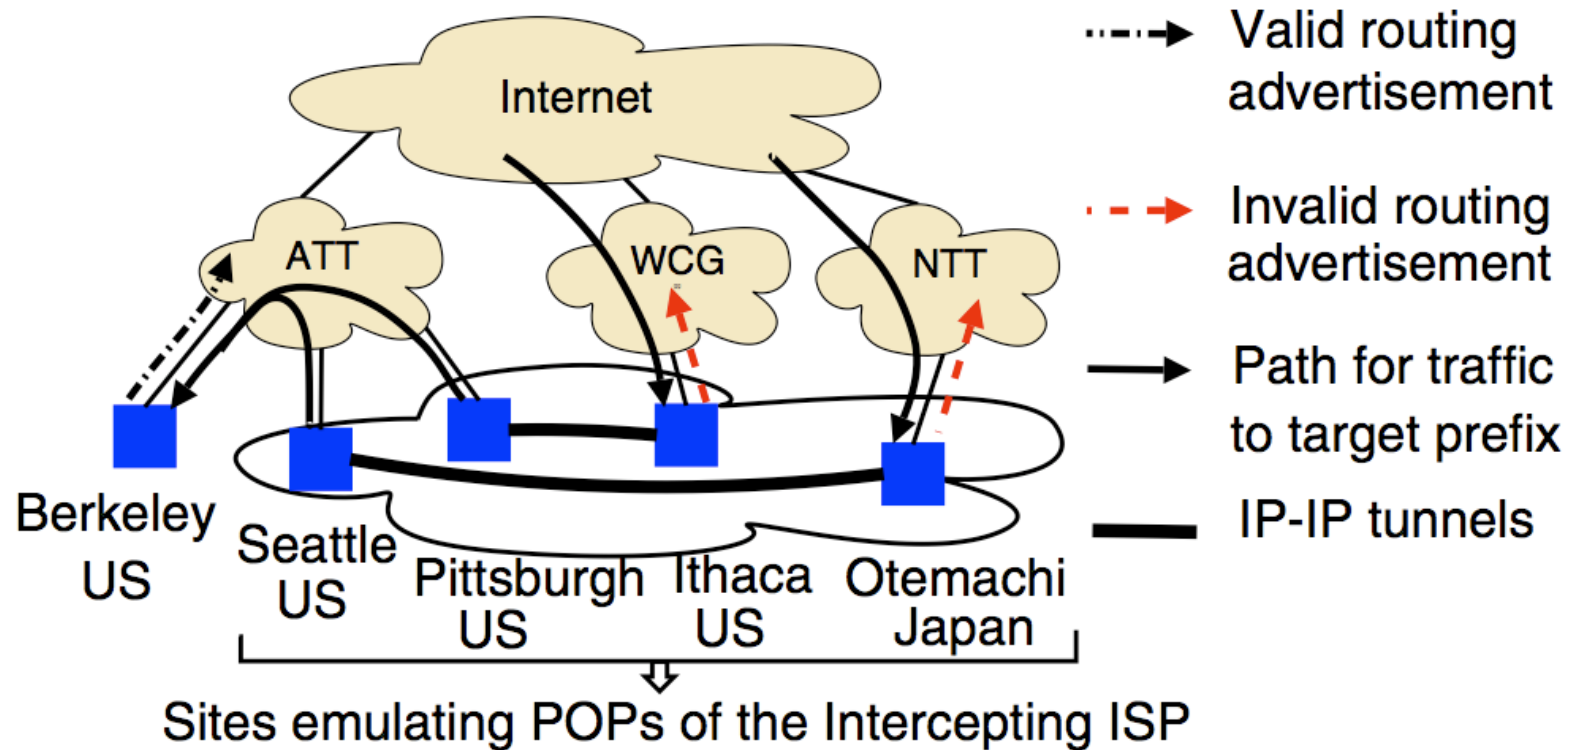 Internet
ATT
WCG
NTT
Valid routing
advertisement
Invalid routing
advertisement
Path for traffic
to target prefix
IP-IP tunnels
Berkeley
US
Seattle
US
Pittsburgh
US
Ithaca
US
Otemachi
Japan
Sites emulating POPs of the Intercepting ISP